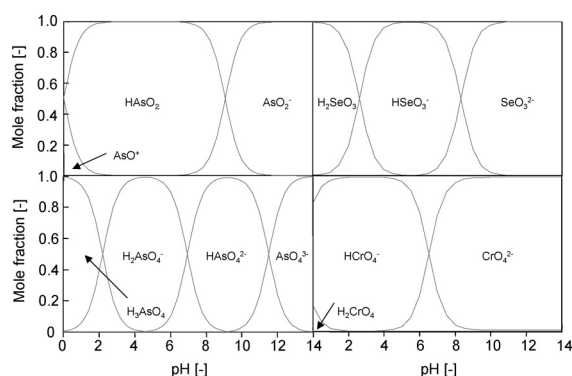 Mole fraction [-]
1.0
0.8
0.6
0.4
0.2
HAsO₂
AsO₂⁻
AsO⁺
H₂SeO₃
HSeO₃⁻
SeO₃²⁻
Mole fraction [-]
1.0
0.8
0.6
0.4
0.2
0
H₂AsO₄⁻
HAsO₄²⁻
AsO₄³⁻
H₃AsO₄
HCrO₄⁻
CrO₄²⁻
H₂CrO₄
0 2 4 6 8 10 12 14 2 4 6 8 10 12 14
pH [-] pH [-]